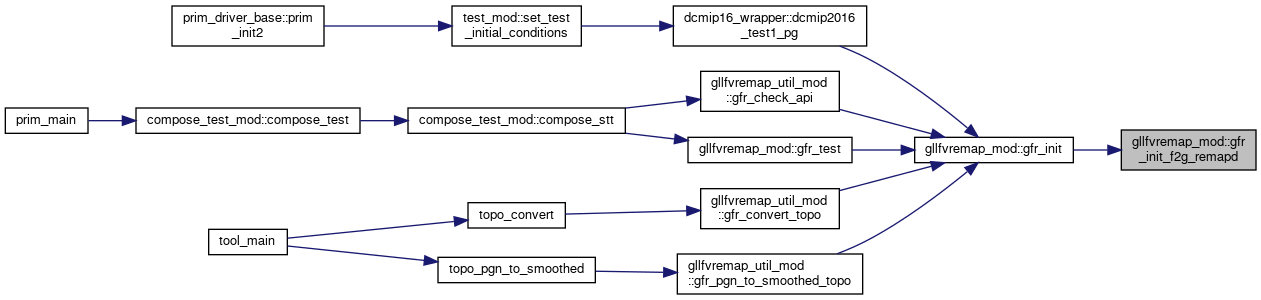 prim_driver_base::prim
_init2
test_mod::set_test
_initial_conditions
dcmip16_wrapper::dcmip2016
_test1_pg
gllfvremap_util_mod
::gfr_check_api
prim_main
compose_test_mod::compose_test
compose_test_mod::compose_stt
gllfvremap_mod::gfr_test
gllfvremap_mod::gfr_init
gllfvremap_mod::gfr
_init_f2g_remapd
gllfvremap_util_mod
::gfr_convert_topo
topo_convert
tool_main
topo_pgn_to_smoothed
gllfvremap_util_mod
::gfr_pgn_to_smoothed_topo